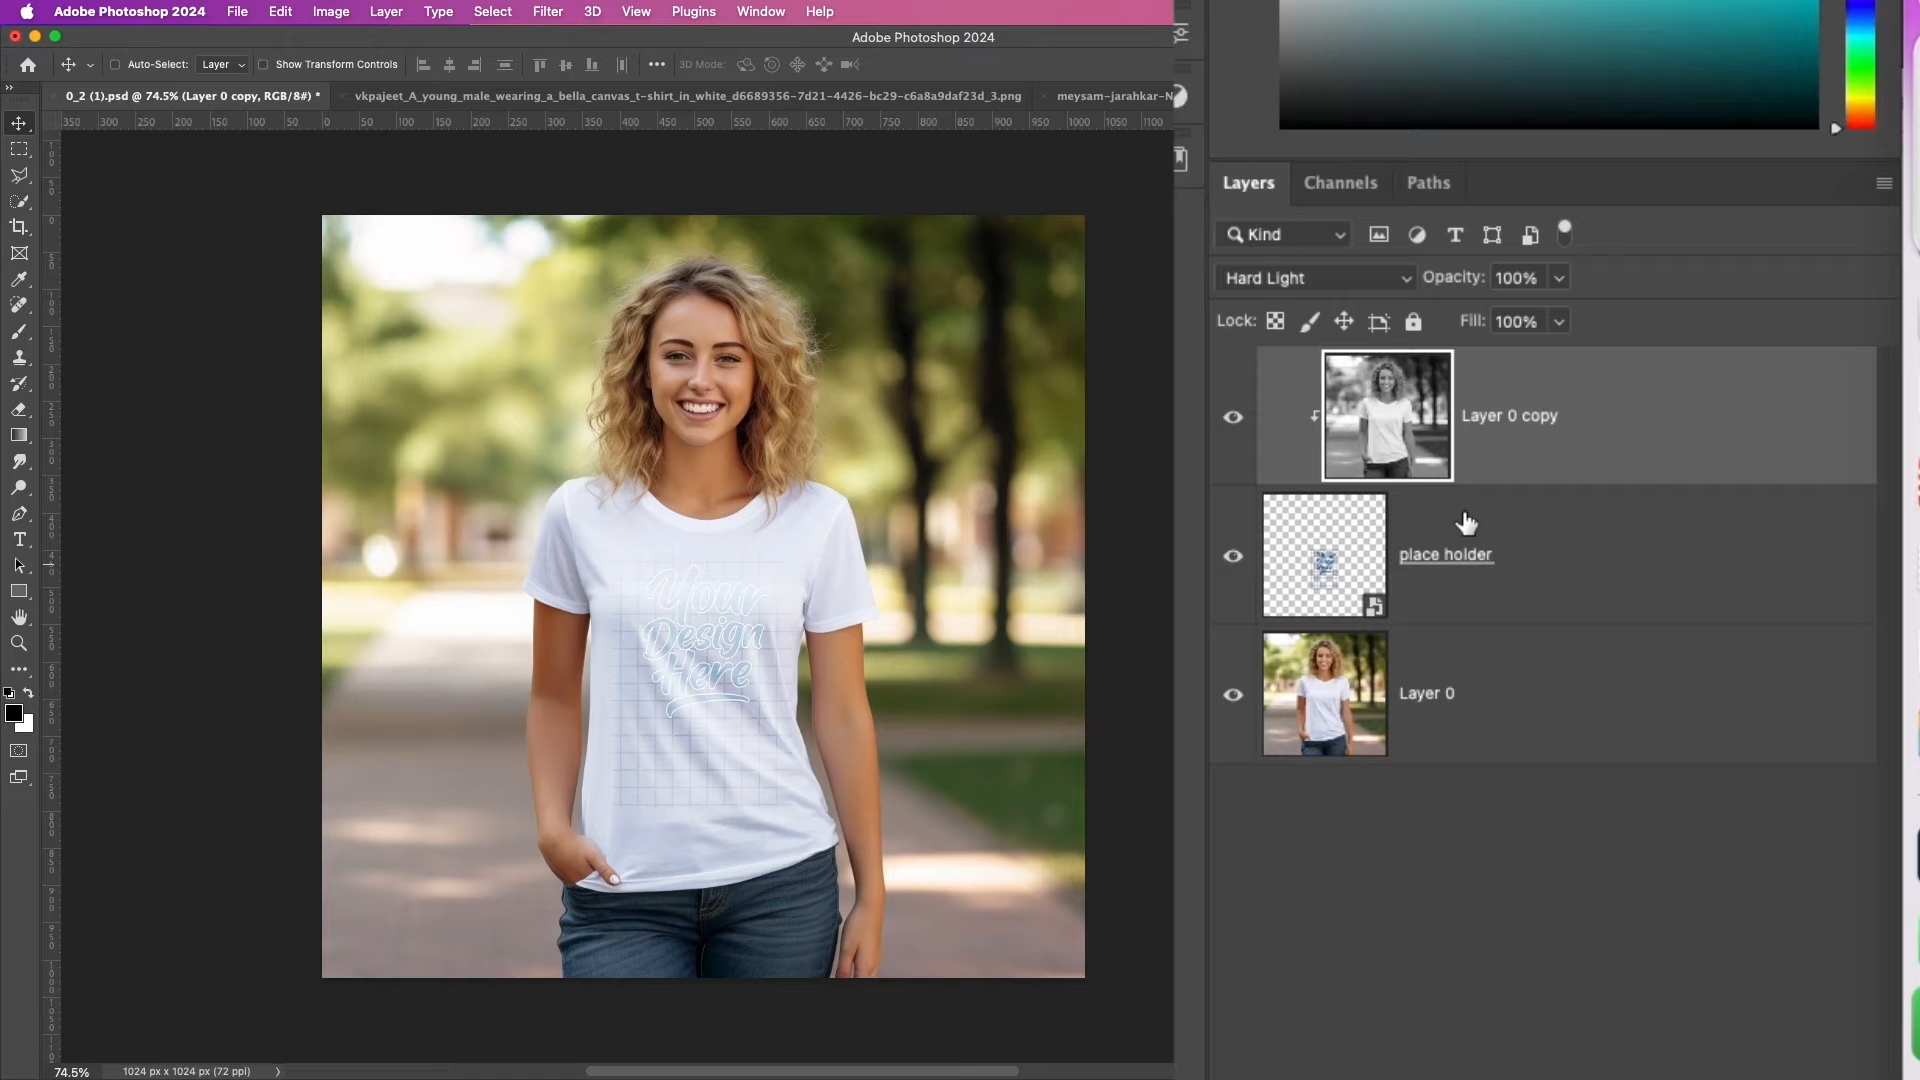 Adobe Photoshop 2024 File Edit Image Layer Type Select Filter 3D View Plugins Window Help
Adobe Photoshop 2024
Auto-Select: Layer Show Transform Controls 3D Mode:
0_2 (1).psd @ 74.5% (Layer 0 copy, RGB/8#) * vkpajeet_A_young_male_wearing_a_bella_canvas_t-shirt_in_white_d6689356-7d21-4426-bc29-c6a8a9daf23d_3.png meysam-jarahkar-N
350 300 250 200 150 100 50 0 50 100 150 200 250 300 350 400 450 500 550 600 650 700 750 800 850 900 950 1000 1050 1100
Your
Design
Here
74.5% 1024 px x 1024 px (72 ppi)
Layers Channels Paths
Kind
Hard Light Opacity: 100%
Lock: Fill: 100%
Layer 0 copy
place holder
Layer 0